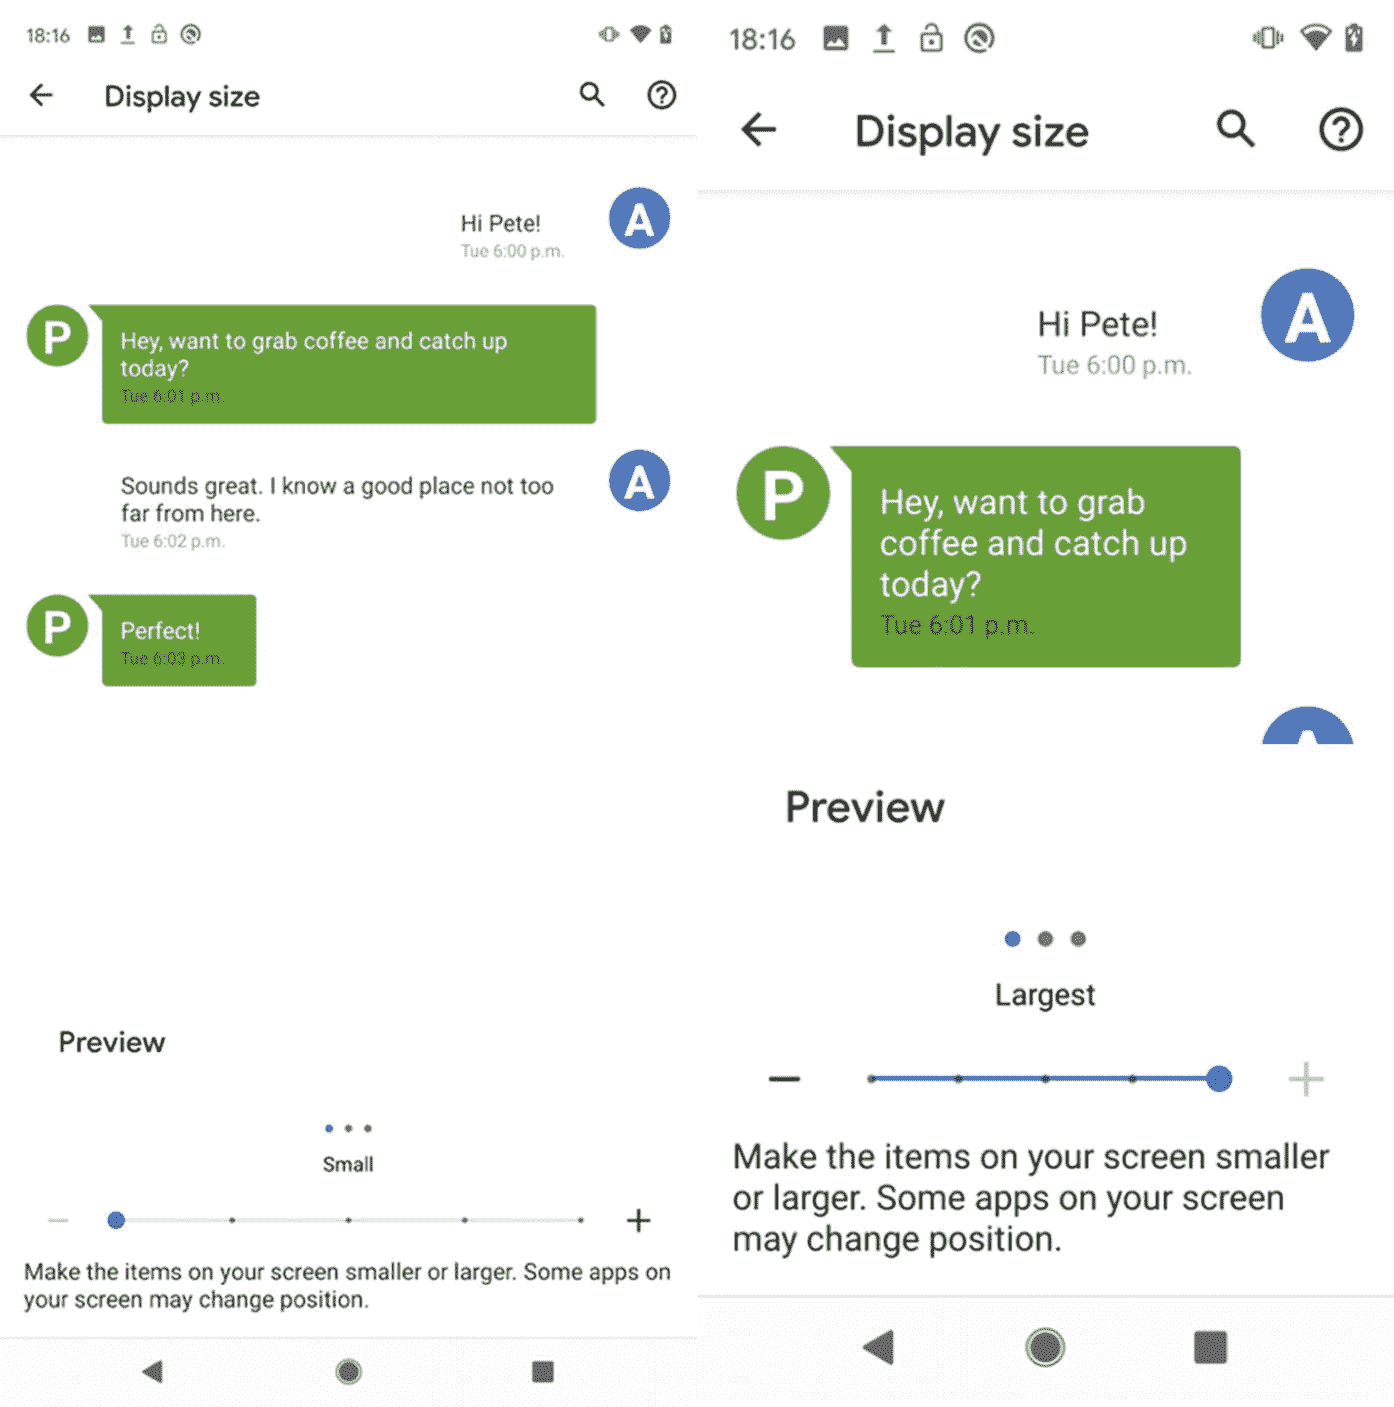 18:16
Display size
Hi Pete!
Tue 6:00 p.m.
A
P
Hey, want to grab coffee and catch up
today?
Tue 6:01 p.m.
Sounds great. I know a good place not too
far from here.
Tue 6:02 p.m.
A
P
Perfect!
Tue 6:03 p.m.
Preview
Small
Make the items on your screen smaller or larger. Some apps on
your screen may change position.
18:16
Display size
Hi Pete!
Tue 6:00 p.m.
A
P
Hey, want to grab
coffee and catch up
today?
Tue 6:01 p.m.
Preview
Largest
Make the items on your screen smaller
or larger. Some apps on your screen
may change position.